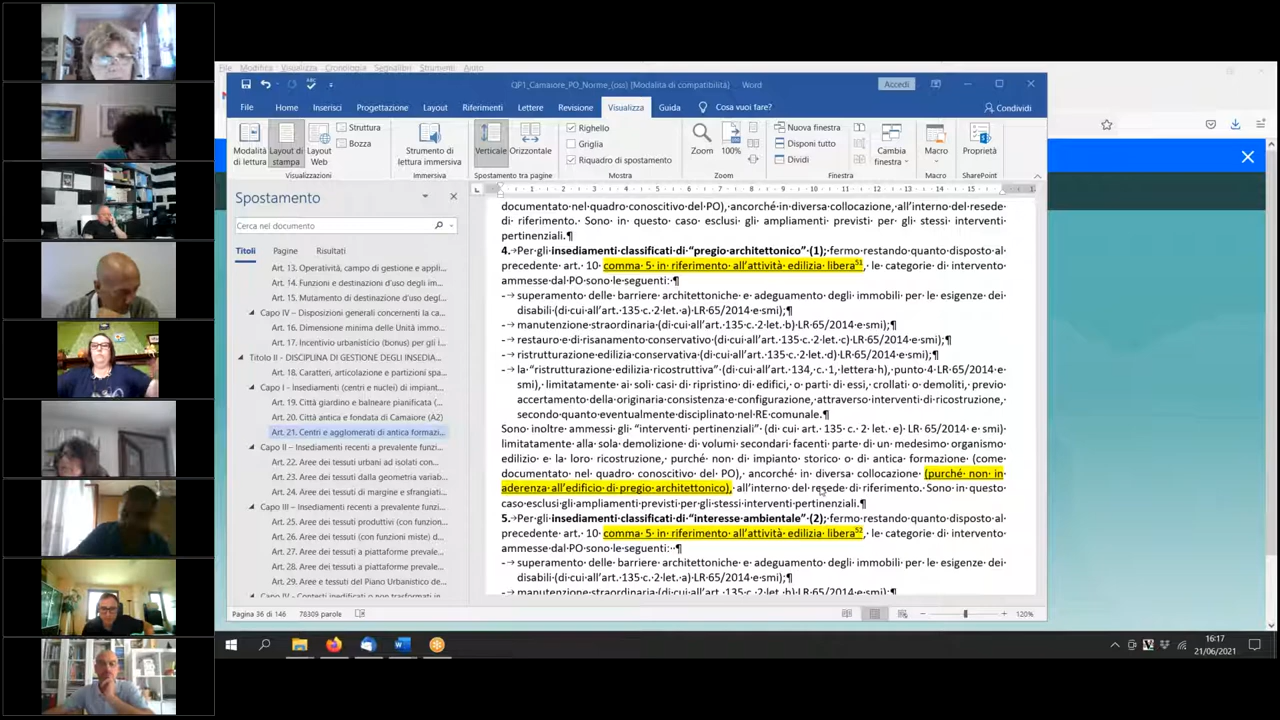 File Modifica Visualizza Cronologia Segnalibri Strumenti Aiuto
QP1_Camaiore_PO_Norme_(oss) [Modalità di compatibilità] - Word
Accedi
File Home Inserisci Progettazione Layout Riferimenti Lettere Revisione Visualizza Guida Cosa vuoi fare? Condividi
Modalità di lettura
Layout di stampa
Layout Web
Struttura
Bozza
Visualizzazioni
Strumento di lettura immersiva
Immersiva
Verticale Orizzontale
Spostamento tra pagine
Righello
Griglia
Riquadro di spostamento
Mostra
Zoom 100%
Zoom
Nuova finestra
Disponi tutto
Dividi
Cambia finestra
Finestra
Macro
Macro
Proprietà
SharePoint
Spostamento
Cerca nel documento
Titoli Pagine Risultati
Art. 13. Operatività, campo di gestione e appli...
Art. 14. Funzioni e destinazioni d'uso degli im...
Art. 15. Mutamento di destinazione d'uso degl...
Capo IV – Disposizioni generali concernenti la ca...
Art. 16. Dimensione minima delle Unità immo...
Art. 17. Incentivio urbanisticio (bonus) per gli i...
Titolo II – DISCIPLINA DI GESTIONE DEGLI INSEDIA...
Art. 18. Caratteri, articolazione e partizioni spa...
Capo I - Insediamenti (centri e nuclei) di impiant...
Art. 19. Città giardino e balneare pianificata (...
Art. 20. Città antica e fondata di Camaiore (A2)
Art. 21. Centri e agglomerati di antica formazi...
Capo II – Insediamenti recenti a prevalente funzi...
Art. 22. Aree dei tessuti urbani ad isolati con...
Art. 23. Aree dei tessuti dalla geometria variab...
Art. 24. Aree dei tessuti di margine e sfrangiati...
Capo III – Insediamenti recenti a prevalente funzi...
Art. 25. Aree dei tessuti produttivi (con funzion...
Art. 26. Aree dei tessuti (con funzioni miste) d...
Art. 27. Aree dei tessuti a piattaforme prevale...
Art. 28. Aree dei tessuti a piattaforme prevale...
Art. 29. Aree e tessuti del Piano Urbanistico de...
Capo IV – Contesti inedificati o non trasformati in
documentato nel quadro conoscitivo del PO), ancorché in diversa collocazione, all'interno del resede
di riferimento. Sono in questo caso esclusi gli ampliamenti previsti per gli stessi interventi
pertinenziali.¶
4. Per gli insediamenti classificati di “pregio architettonico” (1); fermo restando quanto disposto al
precedente art. 10 comma 5 in riferimento all'attività edilizia libera51, le categorie di intervento
ammesse dal PO sono le seguenti: ¶
- superamento delle barriere architettoniche e adeguamento degli immobili per le esigenze dei
disabili (di cui all'art. 135 c. 2 let. a) LR 65/2014 e smi);¶
- manutenzione straordinaria (di cui all'art. 135 c. 2 let. b) LR 65/2014 e smi);¶
- restauro e di risanamento conservativo (di cui all'art. 135 c. 2 let. c) LR 65/2014 e smi);¶
- ristrutturazione edilizia conservativa (di cui all'art. 135 c. 2 let. d) LR 65/2014 e smi);¶
- la “ristrutturazione edilizia ricostruttiva” (di cui all'art. 134, c. 1, lettera h), punto 4 LR 65/2014 e
smi), limitatamente ai soli casi di ripristino di edifici, o parti di essi, crollati o demoliti, previo
accertamento della originaria consistenza e configurazione, attraverso interventi di ricostruzione,
secondo quanto eventualmente disciplinato nel RE comunale.¶
Sono inoltre ammessi gli “interventi pertinenziali” (di cui art. 135 c. 2 let. e) LR 65/2014 e smi)
limitatamente alla sola demolizione di volumi secondari facenti parte di un medesimo organismo
edilizio e la loro ricostruzione, purché non di impianto storico o di antica formazione (come
documentato nel quadro conoscitivo del PO), ancorché in diversa collocazione (purché non in
aderenza all'edificio di pregio architettonico), all'interno del resede di riferimento. Sono in questo
caso esclusi gli ampliamenti previsti per gli stessi interventi pertinenziali.¶
5. Per gli insediamenti classificati di “interesse ambientale” (2); fermo restando quanto disposto al
precedente art. 10 comma 5 in riferimento all'attività edilizia libera52, le categorie di intervento
ammesse dal PO sono le seguenti: ¶
- superamento delle barriere architettoniche e adeguamento degli immobili per le esigenze dei
disabili (di cui all'art. 135 c. 2 let. a) LR 65/2014 e smi);¶
- manutenzione straordinaria (di cui all'art. 135 c. 2 let. b) LR 65/2014 e smi);¶
Pagina 36 di 146 78309 parole
120%
16:17
21/06/2021